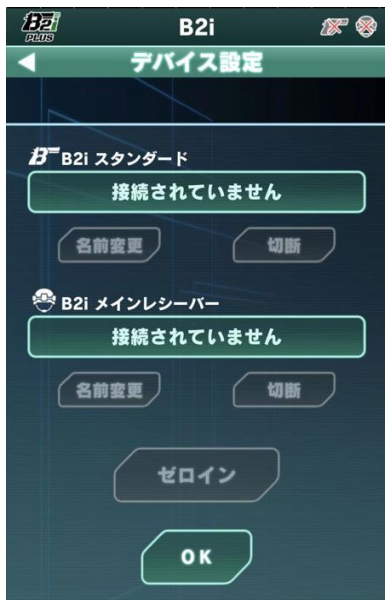 B2i PLUS
B2i
デバイス設定
B2i スタンダード
接続されていません
名前変更
切断
B2i メインレシーバー
接続されていません
名前変更
切断
ゼロイン
OK